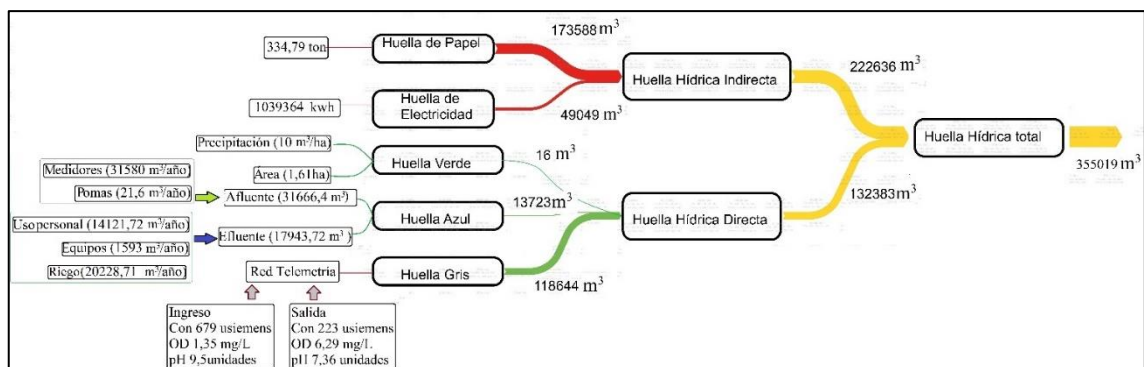 334,79 ton
Huella de Papel
173588 m³
1039364 kwh
Huella de
Electricidad
49049 m³
Huella Hídrica Indirecta
222636 m³
Precipitación (10 m³/ha)
Área (1,61ha)
Huella Verde
16 m³
Medidores (31580 m³/año)
Pomas (21,6 m³/año)
Afluente (31666,4 m³)
Uso personal (14121,72 m³/año)
Equipos (1593 m³/año)
Riego(20228,71 m³/año)
Efluente (17943,72 m³ )
Huella Azul
13723m³
Huella Hídrica Directa
132383m³
Huella Hídrica total
355019 m³
Red Telemetria
Huella Gris
118644 m³
Ingreso
Con 679 usiemens
OD 1,35 mg/L
pH 9,5unidades
Salida
Con 223 usiemens
OD 6,29 mg/L
pH 7,36 unidades